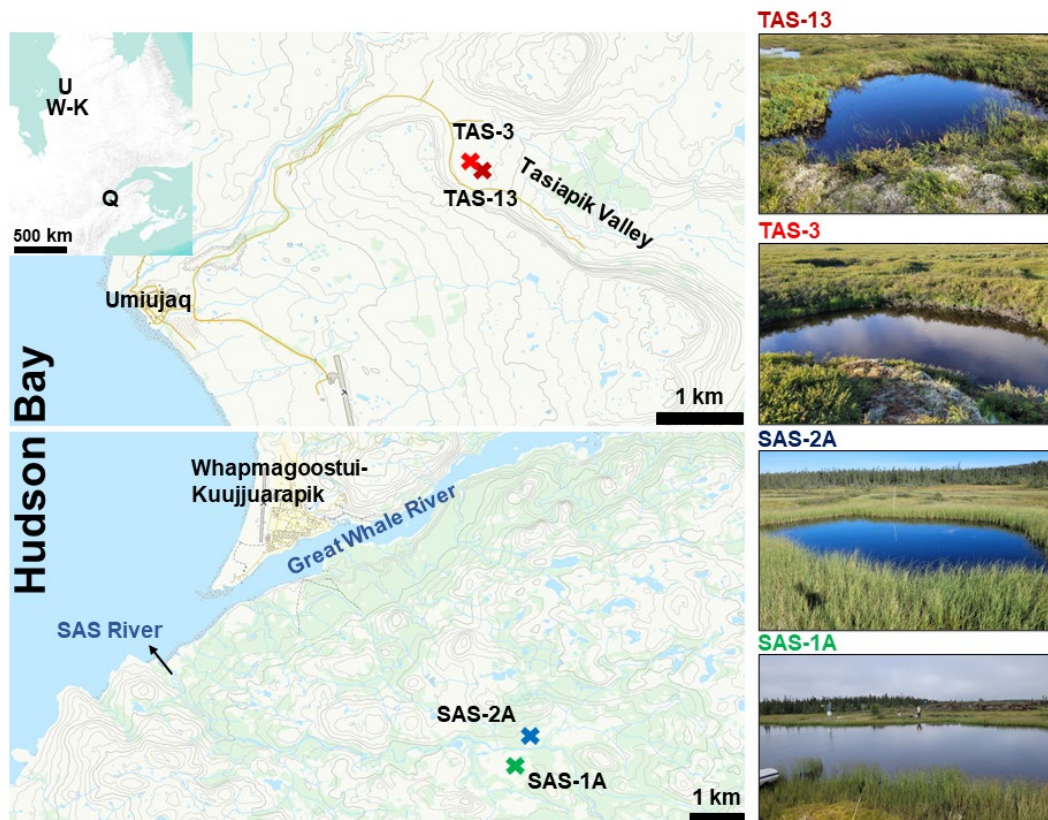 U
W-K
Q
500 km
TAS-3
TAS-13
Tasiapik Valley
Umiujaq
1 km
Hudson Bay
Whapmagoostui-
Kuujjuarapik
Great Whale River
SAS River
SAS-2A
SAS-1A
1 km
TAS-13
TAS-3
SAS-2A
SAS-1A